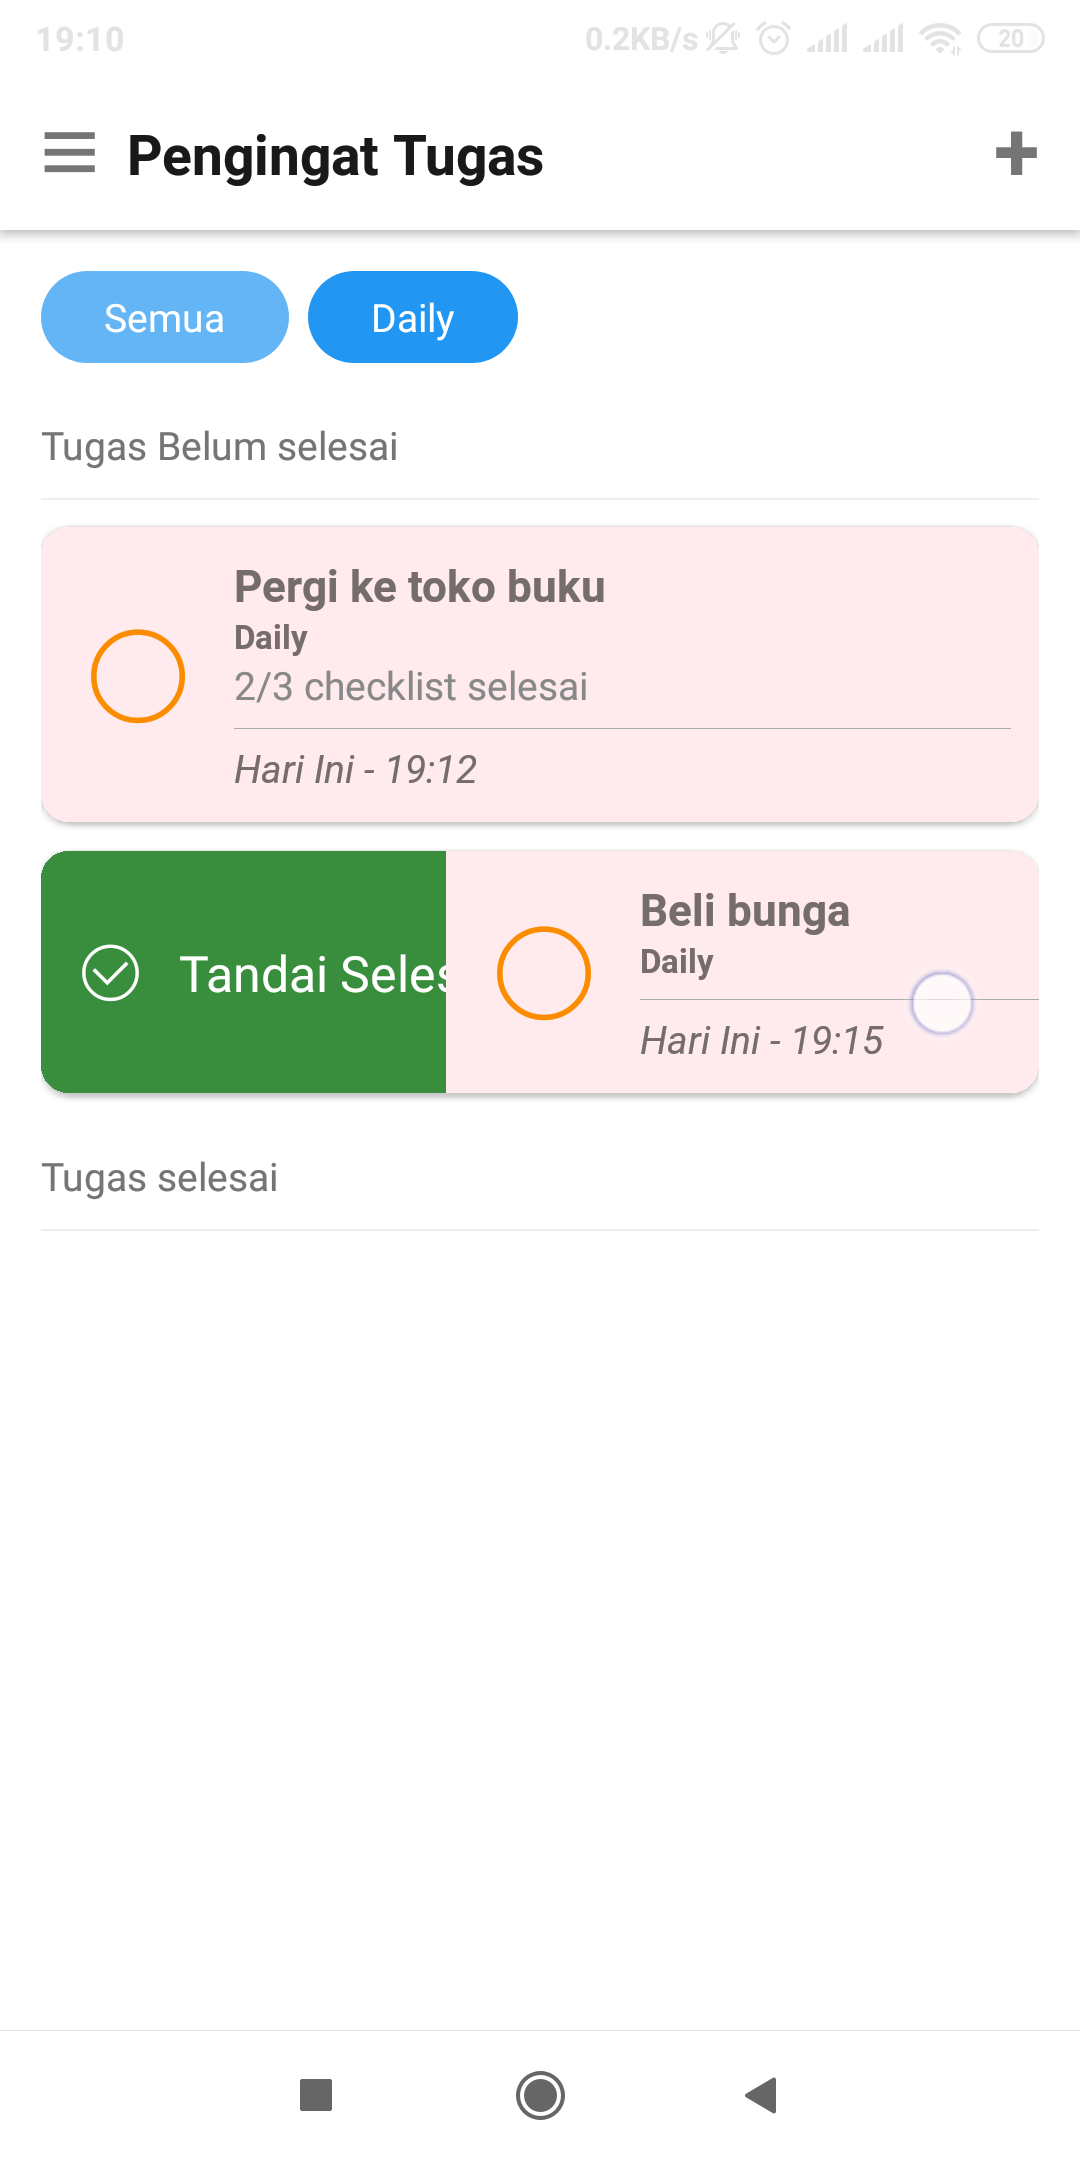 19:10 0.2KB/s 20
Pengingat Tugas
Semua Daily
Tugas Belum selesai
Pergi ke toko buku
Daily
2/3 checklist selesai
Hari Ini - 19:12
Tandai Seles
Beli bunga
Daily
Hari Ini - 19:15
Tugas selesai